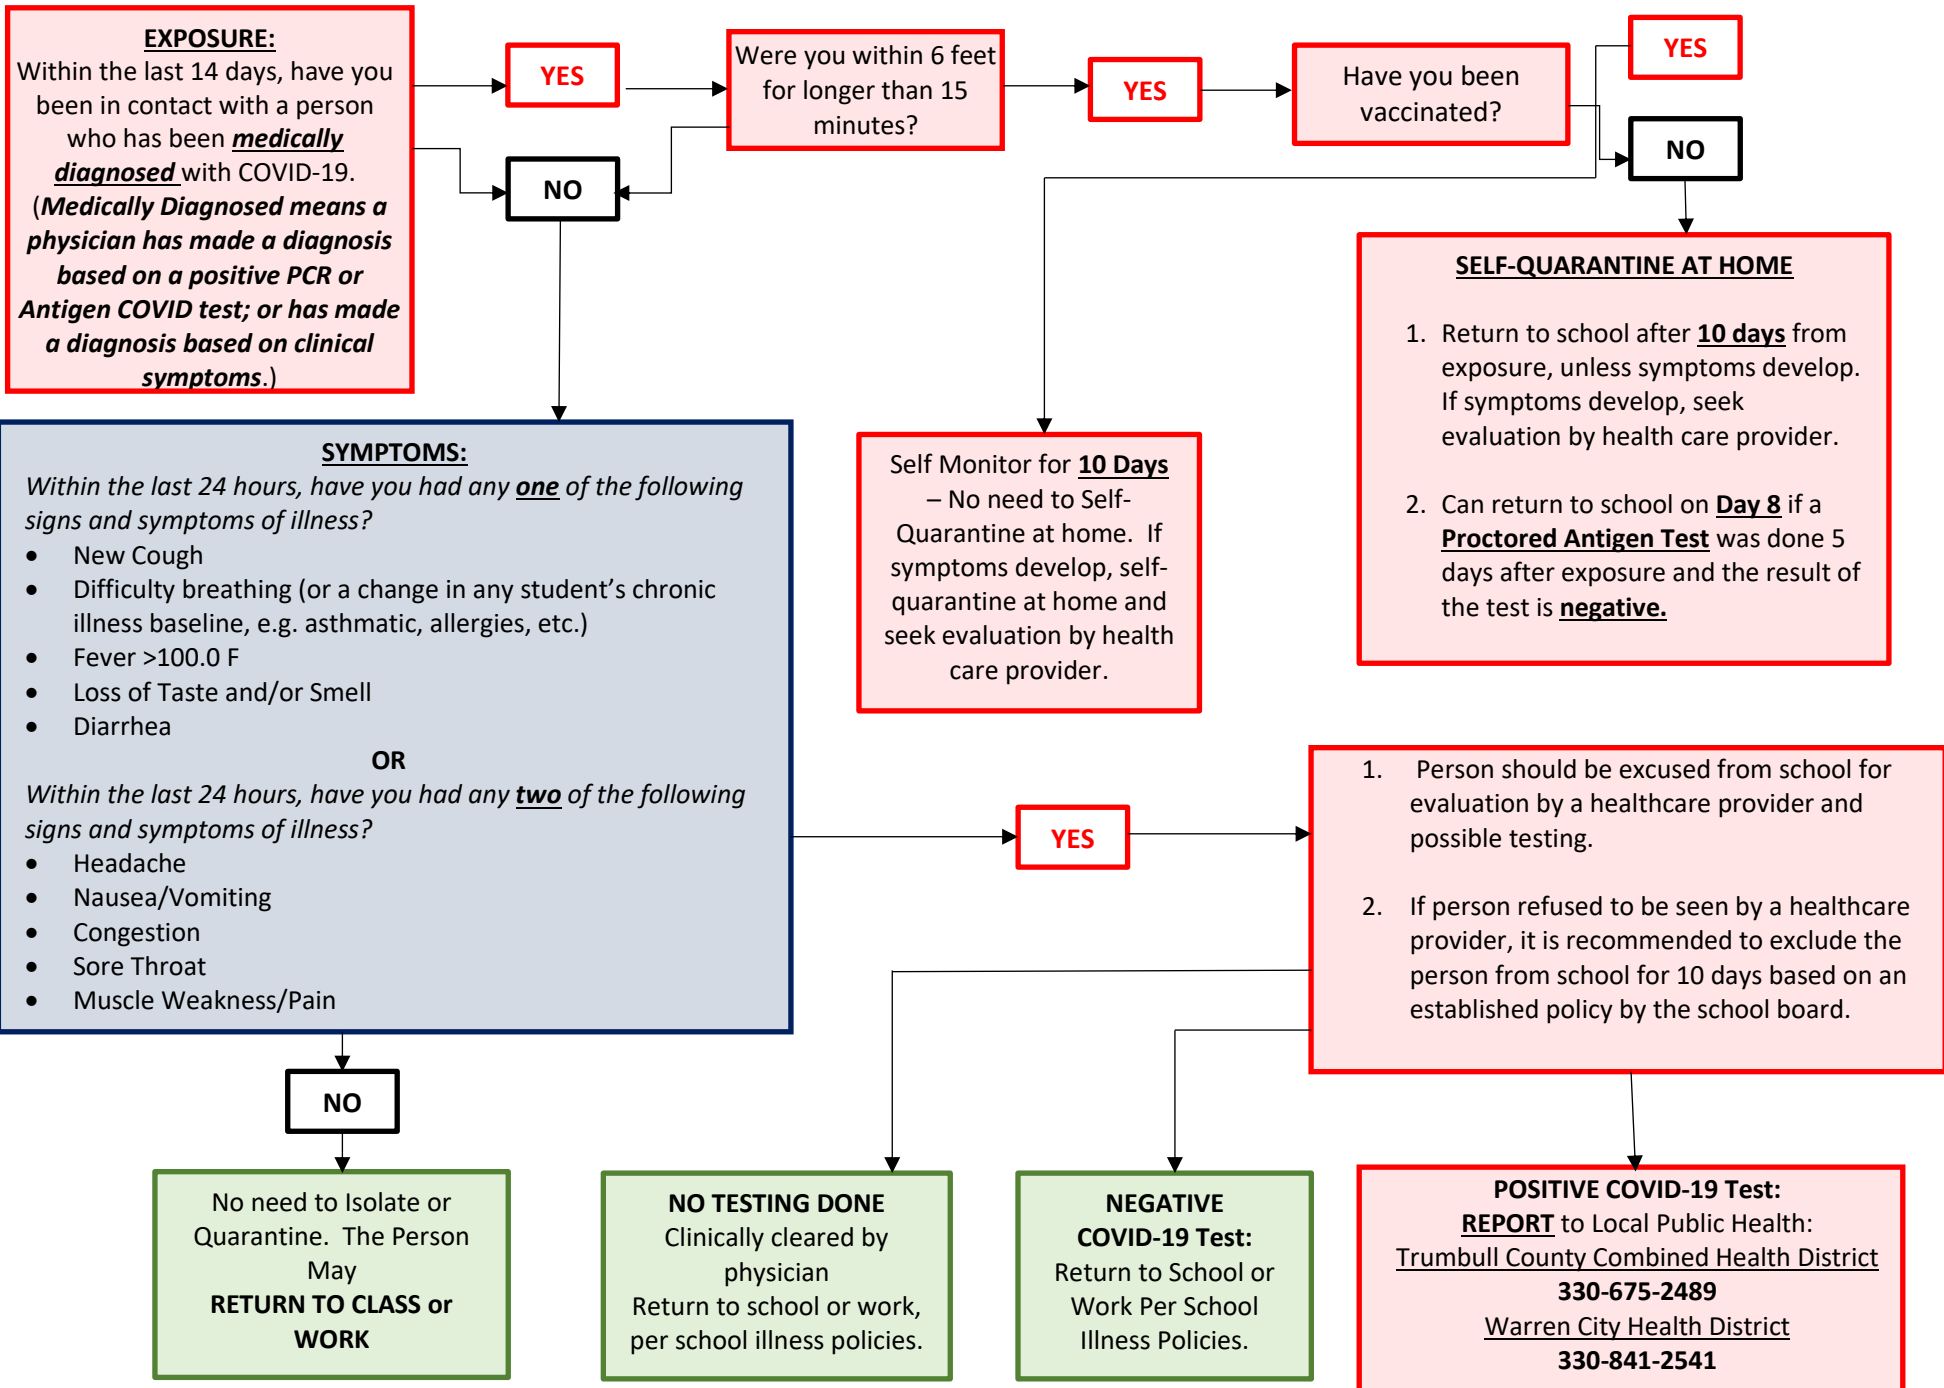 EXPOSURE:
Within the last 14 days, have you
been in contact with a person
who has been medically
diagnosed with COVID-19.
(Medically Diagnosed means a
physician has made a diagnosis
based on a positive PCR or
Antigen COVID test; or has made
a diagnosis based on clinical
symptoms.)
YES
NO
Were you within 6 feet
for longer than 15
minutes?
YES
Have you been
vaccinated?
YES
NO
SELF-QUARANTINE AT HOME
1. Return to school after 10 days from
exposure, unless symptoms develop.
If symptoms develop, seek
evaluation by health care provider.
2. Can return to school on Day 8 if a
Proctored Antigen Test was done 5
days after exposure and the result of
the test is negative.
Self Monitor for 10 Days
– No need to Self-
Quarantine at home. If
symptoms develop, self-
quarantine at home and
seek evaluation by health
care provider.
SYMPTOMS:
Within the last 24 hours, have you had any one of the following
signs and symptoms of illness?
• New Cough
• Difficulty breathing (or a change in any student’s chronic
illness baseline, e.g. asthmatic, allergies, etc.)
• Fever >100.0 F
• Loss of Taste and/or Smell
• Diarrhea
OR
Within the last 24 hours, have you had any two of the following
signs and symptoms of illness?
• Headache
• Nausea/Vomiting
• Congestion
• Sore Throat
• Muscle Weakness/Pain
YES
1. Person should be excused from school for
evaluation by a healthcare provider and
possible testing.
2. If person refused to be seen by a healthcare
provider, it is recommended to exclude the
person from school for 10 days based on an
established policy by the school board.
NO
No need to Isolate or
Quarantine. The Person
May
RETURN TO CLASS or
WORK
NO TESTING DONE
Clinically cleared by
physician
Return to school or work,
per school illness policies.
NEGATIVE
COVID-19 Test:
Return to School or
Work Per School
Illness Policies.
POSITIVE COVID-19 Test:
REPORT to Local Public Health:
Trumbull County Combined Health District
330-675-2489
Warren City Health District
330-841-2541